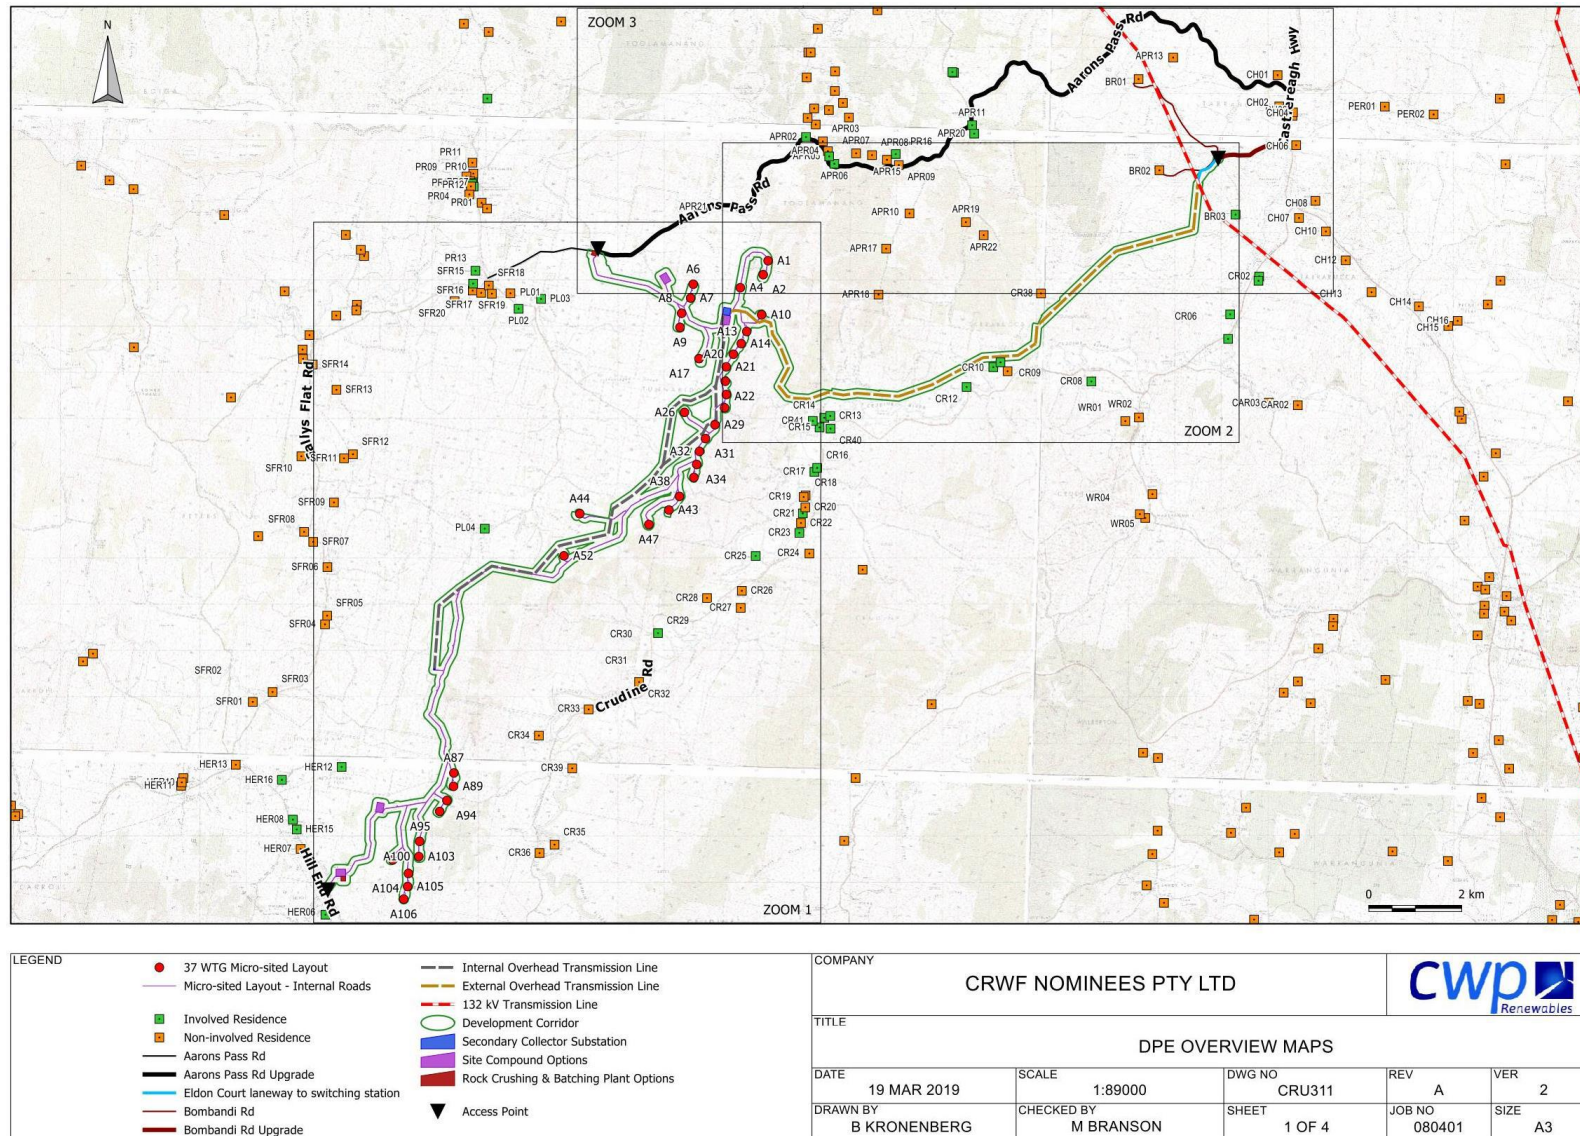 ZOOM 3
Aarons Pass Rd
N
APR13
BR01
CH01
CH02
CH04
CH06
PER01
PER02
APR11
APR20
APR03
APR02
APR04
APR07
APR08
PR16
APR06
APR15
APR09
BR02
PR11
PR09
PR10
PR12
PR04
PR01
APR21
Aarons Pass Rd
APR10
APR19
APR22
APR17
APR18
BR03
CH08
CH07
CH10
CH12
CH13
CH14
CH16
CH15
CR02
CR06
CR38
PR13
SFR15
SFR18
SFR16
PL01
SFR17
SFR19
SFR20
PL02
PL03
A1
A2
A4
A6
A7
A8
A9
A10
A13
A14
A17
A20
A21
A22
A26
A29
A31
A32
A34
A38
A43
A44
A47
A52
SFR14
SFR13
SFR12
SFR11
SFR10
SFR09
SFR08
SFR07
SFR06
SFR05
SFR04
SFR03
SFR02
SFR01
PL04
CR10
CR09
CR12
CR08
CR14
CR13
CR41
CR15
CR40
WR01
WR02
CAR03
CAR02
ZOOM 2
CR16
CR17
CR18
CR19
CR20
CR21
CR22
CR23
CR24
CR25
CR26
CR27
CR28
CR29
CR30
CR31
CR32
CR33
Crudine Rd
CR34
CR39
CR35
CR36
WR04
WR05
HER13
HER16
HER12
HER11
HER08
HER15
HER07
HER06
Hill End Rd
A87
A89
A94
A95
A100
A103
A104
A105
A106
ZOOM 1
0 2 km
LEGEND
37 WTG Micro-sited Layout
Micro-sited Layout - Internal Roads
Involved Residence
Non-involved Residence
Aarons Pass Rd
Aarons Pass Rd Upgrade
Eldon Court laneway to switching station
Bombandi Rd
Bombandi Rd Upgrade
Internal Overhead Transmission Line
External Overhead Transmission Line
132 kV Transmission Line
Development Corridor
Secondary Collector Substation
Site Compound Options
Rock Crushing & Batching Plant Options
Access Point
COMPANY
CRWF NOMINEES PTY LTD
cwp
Renewables
TITLE
DPE OVERVIEW MAPS
DATE
19 MAR 2019
SCALE
1:89000
DWG NO
CRU311
REV
A
VER
2
DRAWN BY
B KRONENBERG
CHECKED BY
M BRANSON
SHEET
1 OF 4
JOB NO
080401
SIZE
A3